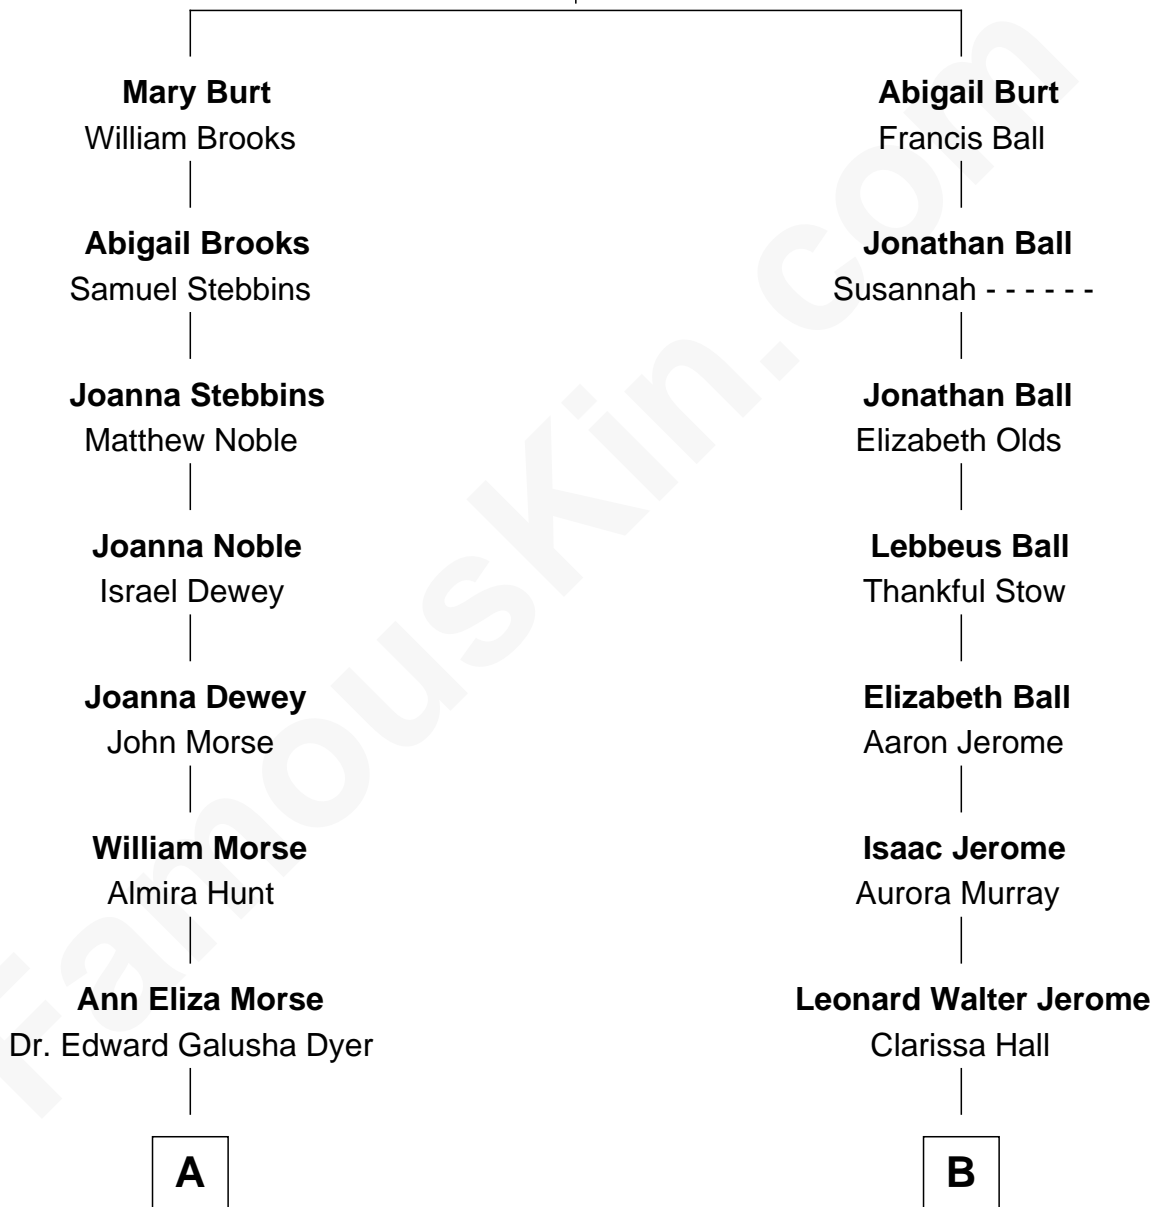 Mary Burt
William Brooks
Abigail Brooks
Samuel Stebbins
Joanna Stebbins
Matthew Noble
Joanna Noble
Israel Dewey
Joanna Dewey
John Morse
William Morse
Almira Hunt
Ann Eliza Morse
Dr. Edward Galusha Dyer
A
Abigail Burt
Francis Ball
Jonathan Ball
Susannah - - - - - -
Jonathan Ball
Elizabeth Olds
Lebbeus Ball
Thankful Stow
Elizabeth Ball
Aaron Jerome
Isaac Jerome
Aurora Murray
Leonard Walter Jerome
Clarissa Hall
B
FamousKin.com